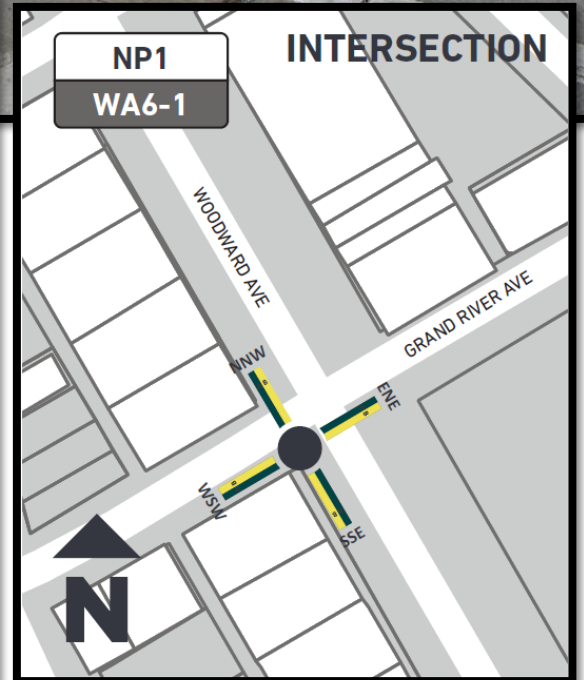 NP1
INTERSECTION
WA6-1
WOODWARD AVE
GRAND RIVER AVE
NNW
ENE
WSW
SSE
N